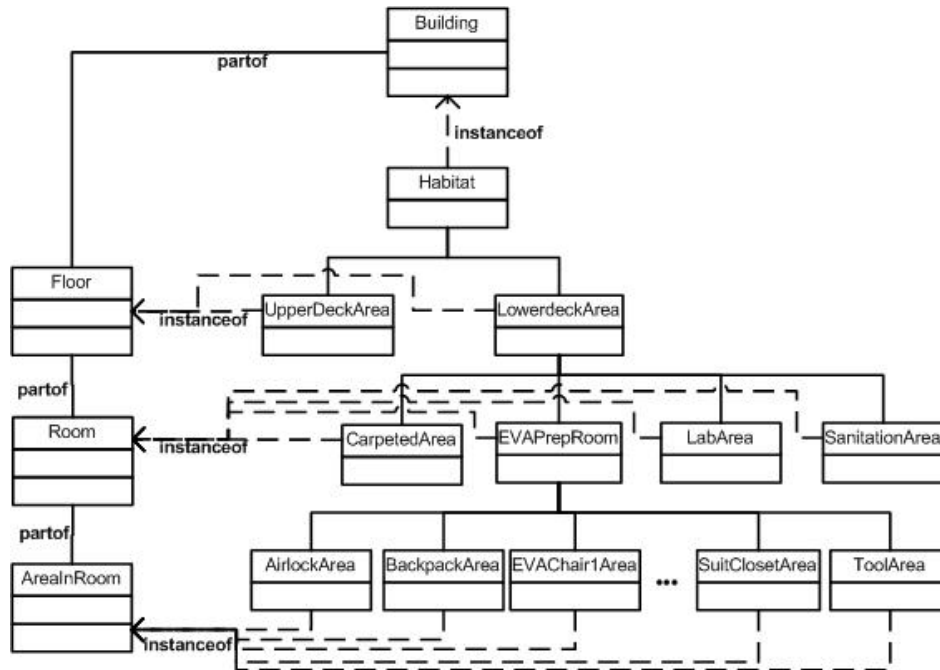 Building
partof
instanceof
Habitat
Floor
UpperDeckArea
LowerdeckArea
instanceof
partof
Room
CarpetedArea
EVAPrepRoom
LabArea
SanitationArea
instanceof
partof
AreaInRoom
AirlockArea
BackpackArea
EVAChair1Area
...
SuitClosetArea
ToolArea
instanceof